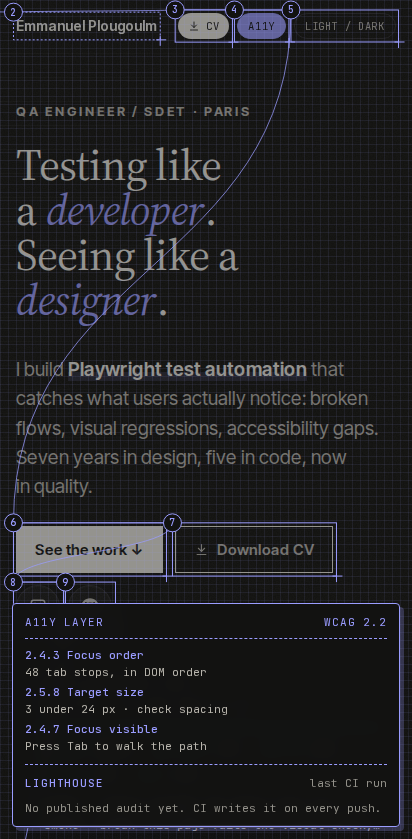 2
Emmanuel Plougoulm
3
CV
4
A11Y
5
LIGHT / DARK
QA ENGINEER / SDET · PARIS
Testing like
a developer.
Seeing like a
designer.
I build Playwright test automation that
catches what users actually notice: broken
flows, visual regressions, accessibility gaps.
Seven years in design, five in code, now
in quality.
6
See the work ↓
7
Download CV
8
9
A11Y LAYER
WCAG 2.2
2.4.3 Focus order
48 tab stops, in DOM order
2.5.8 Target size
3 under 24 px · check spacing
2.4.7 Focus visible
Press Tab to walk the path
LIGHTHOUSE
last CI run
No published audit yet. CI writes it on every push.